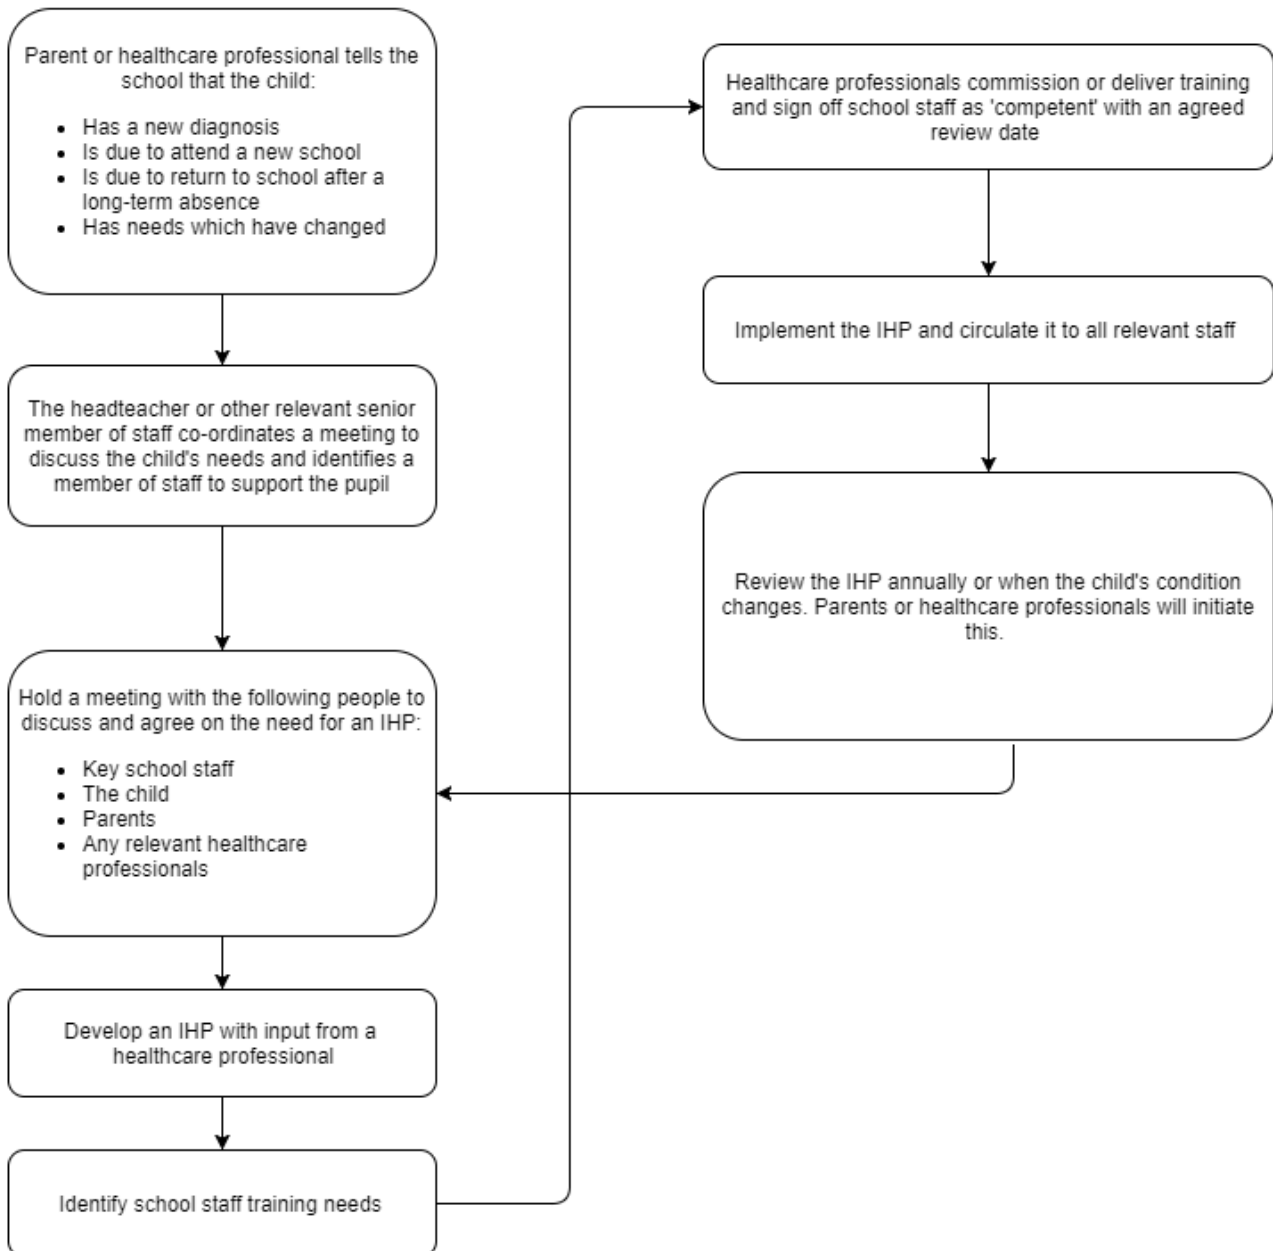 Parent or healthcare professional tells the
school that the child:
• Has a new diagnosis
• Is due to attend a new school
• Is due to return to school after a
long-term absence
• Has needs which have changed
The headteacher or other relevant senior
member of staff co-ordinates a meeting to
discuss the child's needs and identifies a
member of staff to support the pupil
Hold a meeting with the following people to
discuss and agree on the need for an IHP:
• Key school staff
• The child
• Parents
• Any relevant healthcare
professionals
Develop an IHP with input from a
healthcare professional
Identify school staff training needs
Healthcare professionals commission or deliver training
and sign off school staff as 'competent' with an agreed
review date
Implement the IHP and circulate it to all relevant staff
Review the IHP annually or when the child's condition
changes. Parents or healthcare professionals will initiate
this.